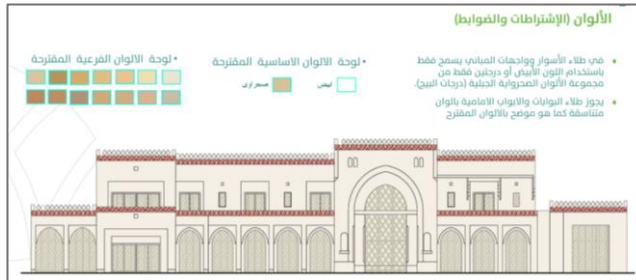 الألوان (الإشتراطات والضوابط)
• في طلاء الأسوار وواجهات المباني يسمح فقط
باستخدام اللون الأبيض أو درجتين فقط من
مجموعة الألوان الصحراوية الجبلية (درجات البيج).
• يجوز طلاء البوابات والابواب الامامية بالوان
متناسقة كما هو موضح بالالوان المقترح
• لوحة الالوان الاساسية المقترحة
ابيض
صحراوي
• لوحة الالوان الفرعية المقترحة